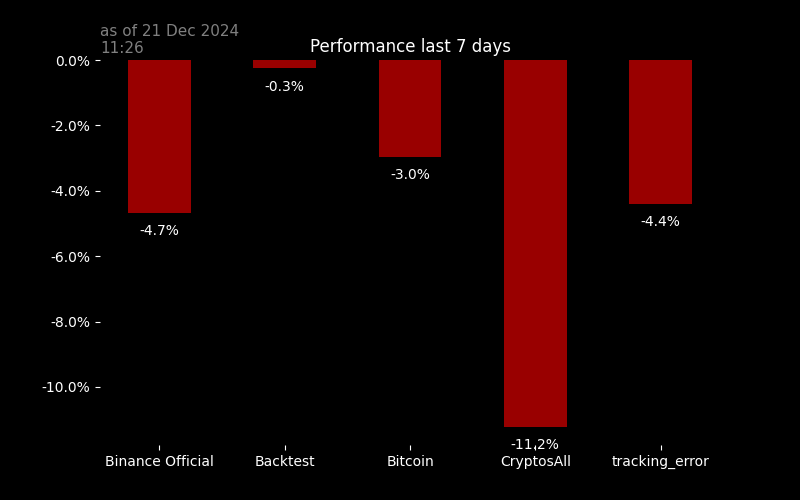 as of 21 Dec 2024
11:26
Performance last 7 days
0.0%
-2.0%
-4.0%
-6.0%
-8.0%
-10.0%
-4.7%
-0.3%
-3.0%
-11.2%
-4.4%
Binance Official
Backtest
Bitcoin
CryptosAll
tracking_error